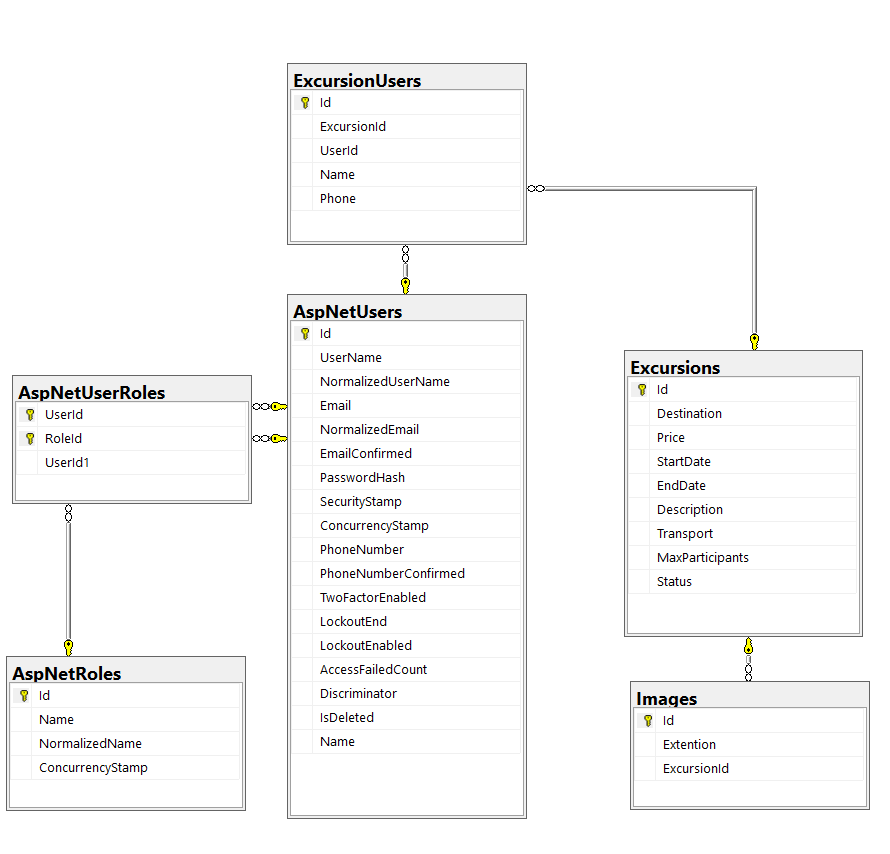 ExcursionUsers
Id
ExcursionId
UserId
Name
Phone
AspNetUsers
Id
UserName
NormalizedUserName
Email
NormalizedEmail
EmailConfirmed
PasswordHash
SecurityStamp
ConcurrencyStamp
PhoneNumber
PhoneNumberConfirmed
TwoFactorEnabled
LockoutEnd
LockoutEnabled
AccessFailedCount
Discriminator
IsDeleted
Name
AspNetUserRoles
UserId
RoleId
UserId1
AspNetRoles
Id
Name
NormalizedName
ConcurrencyStamp
Excursions
Id
Destination
Price
StartDate
EndDate
Description
Transport
MaxParticipants
Status
Images
Id
Extention
ExcursionId